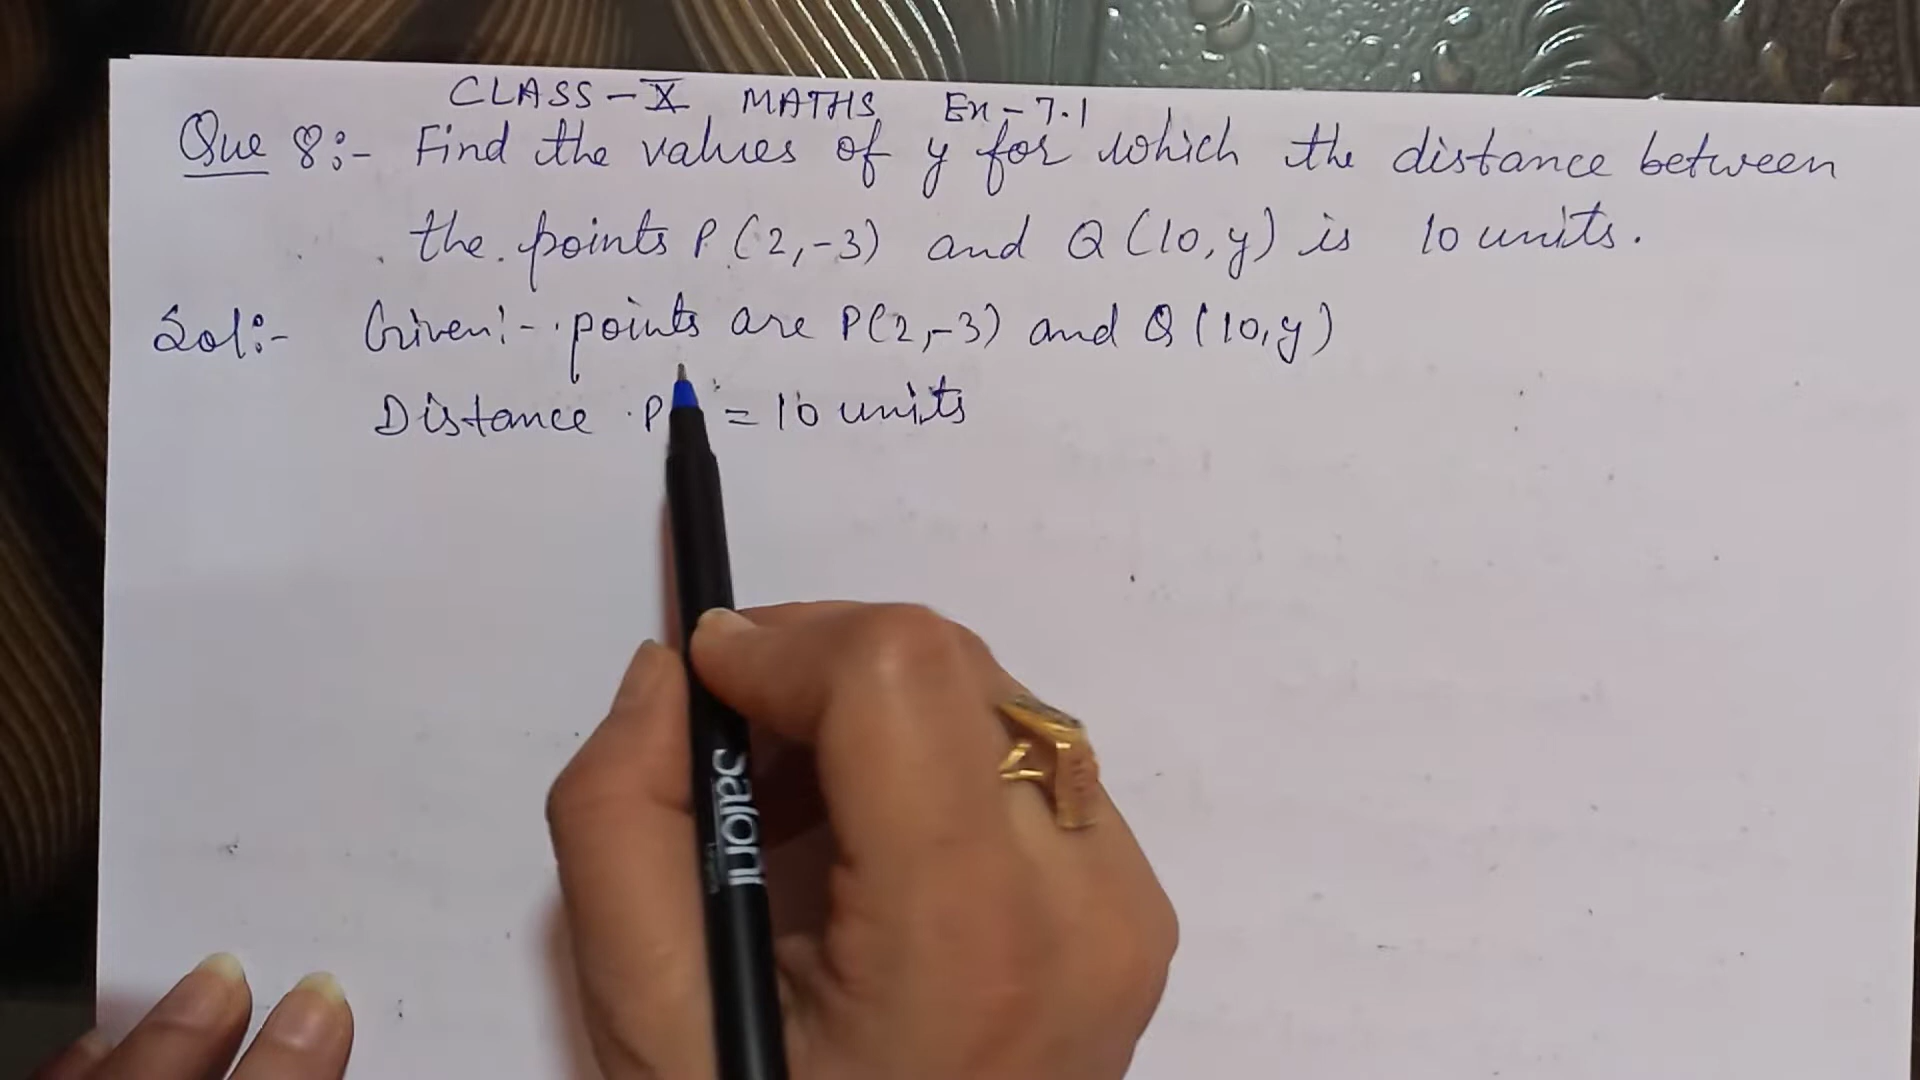 CLASS-X MATHS Ex-7.1
Que 8:- Find the values of y for which the distance between
the points P(2,-3) and Q(10,y) is 10 units.
Sol:- Given:- points are P(2,-3) and Q(10,y)
Distance P = 10 units
Saloni